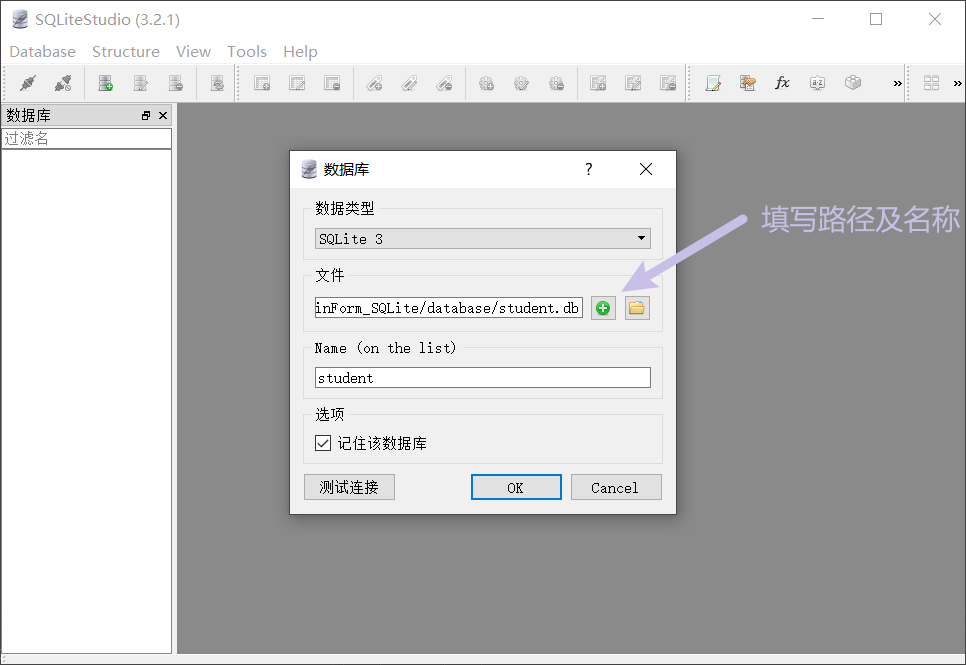 SQLiteStudio (3.2.1)
Database Structure View Tools Help
数据库
过滤名
数据库
数据类型
SQLite 3
填写路径及名称
文件
inForm_SQLite/database/student.db
Name (on the list)
student
选项
记住该数据库
测试连接 OK Cancel